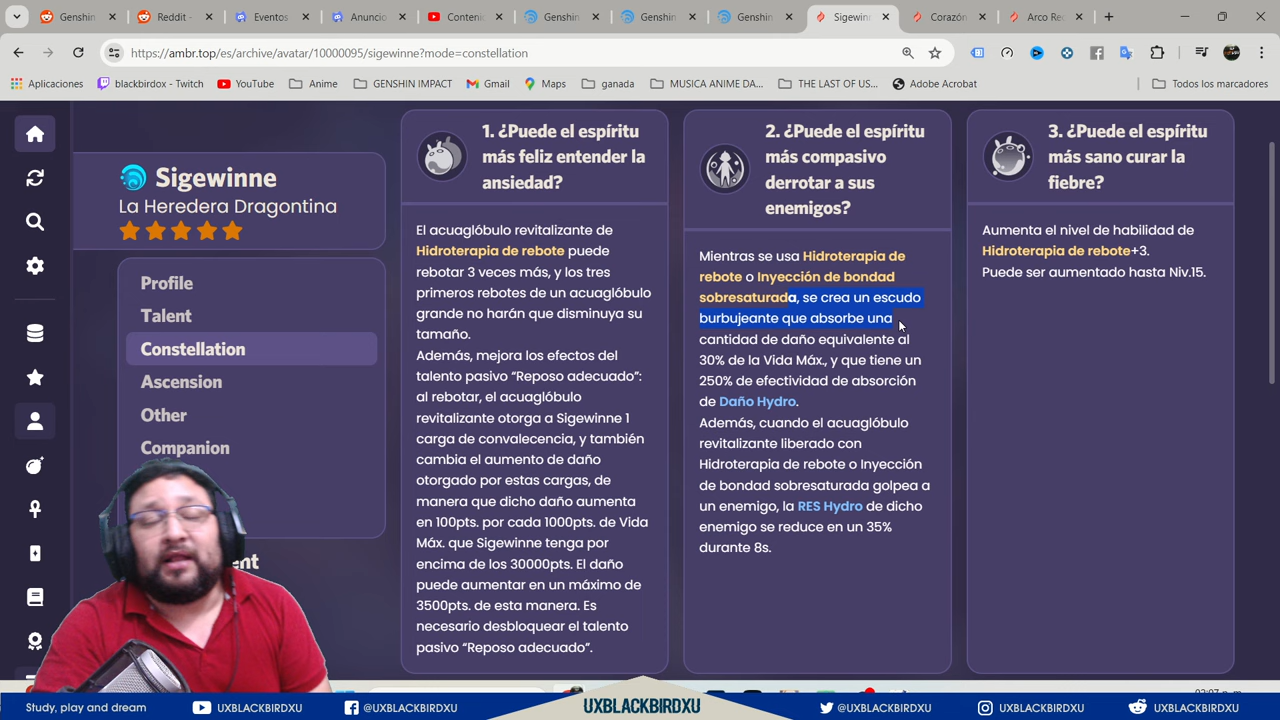 Genshin
Reddit -
Eventos
Anuncio
Conteni
Genshin
Genshin
Genshin
Sigewinn
Corazón
Arco Re
https://ambr.top/es/archive/avatar/10000095/sigewinne?mode=constellation
Aplicaciones
blackbirdox - Twitch
YouTube
Anime
GENSHIN IMPACT
Gmail
Maps
ganada
MUSICA ANIME DA...
THE LAST OF US...
Adobe Acrobat
Todos los marcadores
Sigewinne
La Heredera Dragontina
Profile
Talent
Constellation
Ascension
Other
Companion
1. ¿Puede el espíritu
más feliz entender la
ansiedad?
El acuaglóbulo revitalizante de
Hidroterapia de rebote puede
rebotar 3 veces más, y los tres
primeros rebotes de un acuaglóbulo
grande no harán que disminuya su
tamaño.
Además, mejora los efectos del
talento pasivo “Reposo adecuado”:
al rebotar, el acuaglóbulo
revitalizante otorga a Sigewinne 1
carga de convalecencia, y también
cambia el aumento de daño
otorgado por estas cargas, de
manera que dicho daño aumenta
en 100pts. por cada 1000pts. de Vida
Máx. que Sigewinne tenga por
encima de los 30000pts. El daño
puede aumentar en un máximo de
3500pts. de esta manera. Es
necesario desbloquear el talento
pasivo “Reposo adecuado”.
2. ¿Puede el espíritu
más compasivo
derrotar a sus
enemigos?
Mientras se usa Hidroterapia de
rebote o Inyección de bondad
sobresaturada, se crea un escudo
burbujeante que absorbe una
cantidad de daño equivalente al
30% de la Vida Máx., y que tiene un
250% de efectividad de absorción
de Daño Hydro.
Además, cuando el acuaglóbulo
revitalizante liberado con
Hidroterapia de rebote o Inyección
de bondad sobresaturada golpea a
un enemigo, la RES Hydro de dicho
enemigo se reduce en un 35%
durante 8s.
3. ¿Puede el espíritu
más sano curar la
fiebre?
Aumenta el nivel de habilidad de
Hidroterapia de rebote+3.
Puede ser aumentado hasta Niv.15.
Study, play and dream
UXBLACKBIRDXU
@UXBLACKBIRDXU
UXBLACKBIRDXU
@UXBLACKBIRDXU
UXBLACKBIRDXU
UXBLACKBIRDXU